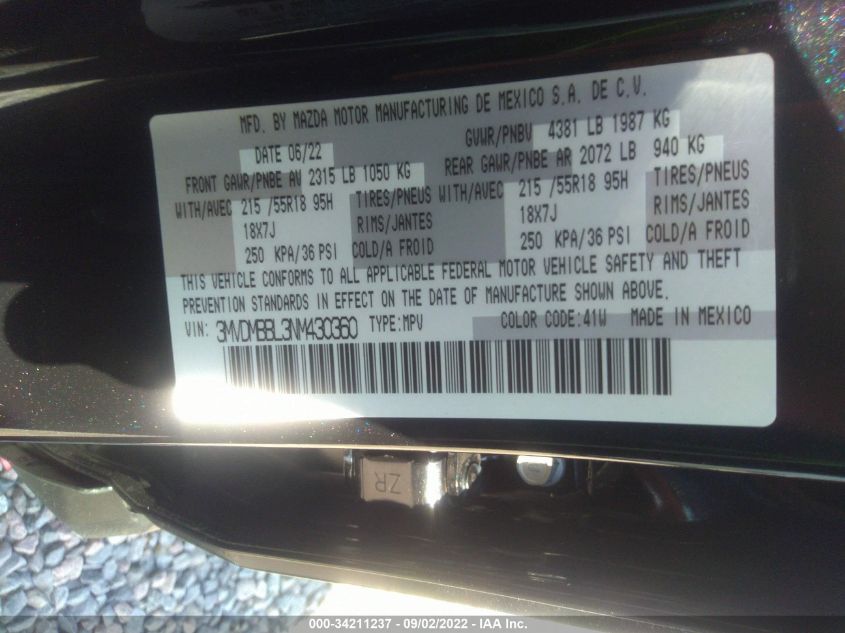 MFD. BY MAZDA MOTOR MANUFACTURING DE MEXICO S.A. DE C.V.
DATE 06/22 GVWR/PNBV 4381 LB 1987 KG
FRONT GAWR/PNBE AV 2315 LB 1050 KG REAR GAWR/PNBE AR 2072 LB 940 KG
WITH/AVEC 215 /55R18 95H TIRES/PNEUS WITH/AVEC 215 /55R18 95H TIRES/PNEUS
18X7J RIMS/JANTES 18X7J RIMS/JANTES
250 KPA/36 PSI COLD/A FROID 250 KPA/36 PSI COLD/A FROID
THIS VEHICLE CONFORMS TO ALL APPLICABLE FEDERAL MOTOR VEHICLE SAFETY AND THEFT
PREVENTION STANDARDS IN EFFECT ON THE DATE OF MANUFACTURE SHOWN ABOVE.
VIN: 3MVDMBBL3NM430360 TYPE:MPV COLOR CODE:41W MADE IN MEXICO
ZR
000-34211237 - 09/02/2022 - IAA Inc.